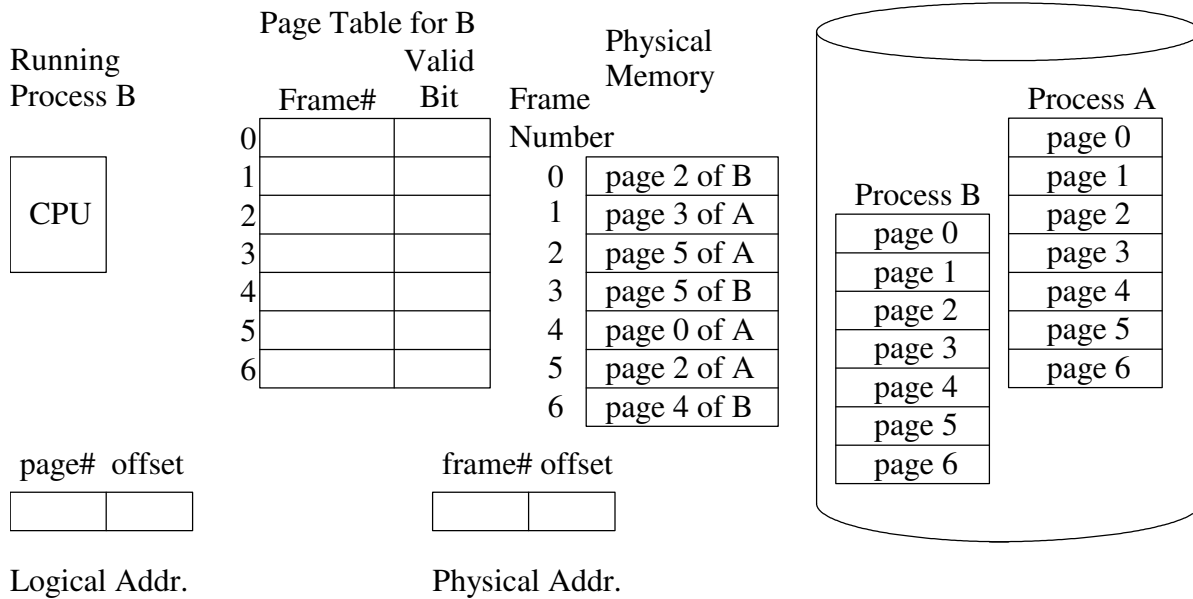 Running
Process B
CPU
Page Table for B
Frame#
Valid
Bit
0
1
2
3
4
5
6
Physical
Memory
Frame
Number
0 page 2 of B
1 page 3 of A
2 page 5 of A
3 page 5 of B
4 page 0 of A
5 page 2 of A
6 page 4 of B
Process B
page 0
page 1
page 2
page 3
page 4
page 5
page 6
Process A
page 0
page 1
page 2
page 3
page 4
page 5
page 6
page# offset
Logical Addr.
frame# offset
Physical Addr.